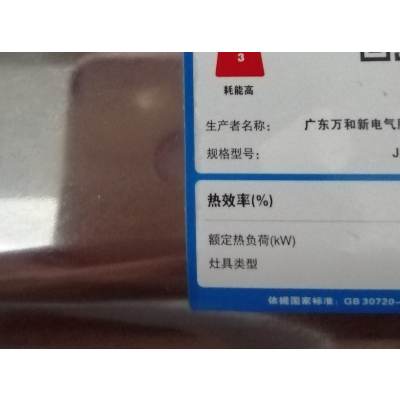 3
耗能高
生产者名称: 广东万和新电气
规格型号: J
热效率(%)
额定热负荷(kW)
灶具类型
依据国家标准: GB 30720-